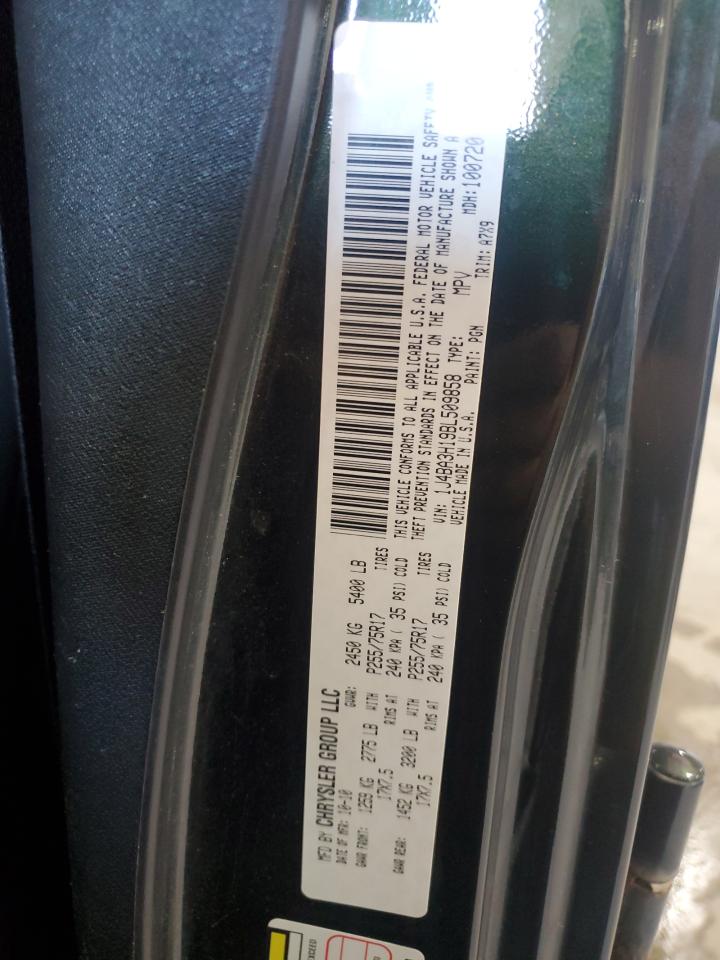 MFD BY CHRYSLER GROUP LLC
DATE OF MFR: 10-10 GVWR: 2450 KG 5400 LB
GAWR FRONT: 1259 KG 2775 LB WITH P255/75R17 TIRES
17X7.5 RIMS AT 240 KPA ( 35 PSI) COLD
GAWR REAR: 1452 KG 3200 LB WITH P255/75R17 TIRES
17X7.5 RIMS AT 240 KPA ( 35 PSI) COLD
THIS VEHICLE CONFORMS TO ALL APPLICABLE U.S.A. FEDERAL MOTOR VEHICLE SAFETY
THEFT PREVENTION STANDARDS IN EFFECT ON THE DATE OF MANUFACTURE SHOWN A
VIN: 1J4BA3H19BL509858 TYPE: MPV MDH: 100720
VEHICLE MADE IN U.S.A. PAINT: PGN TRIM: A7X9
EXCEED